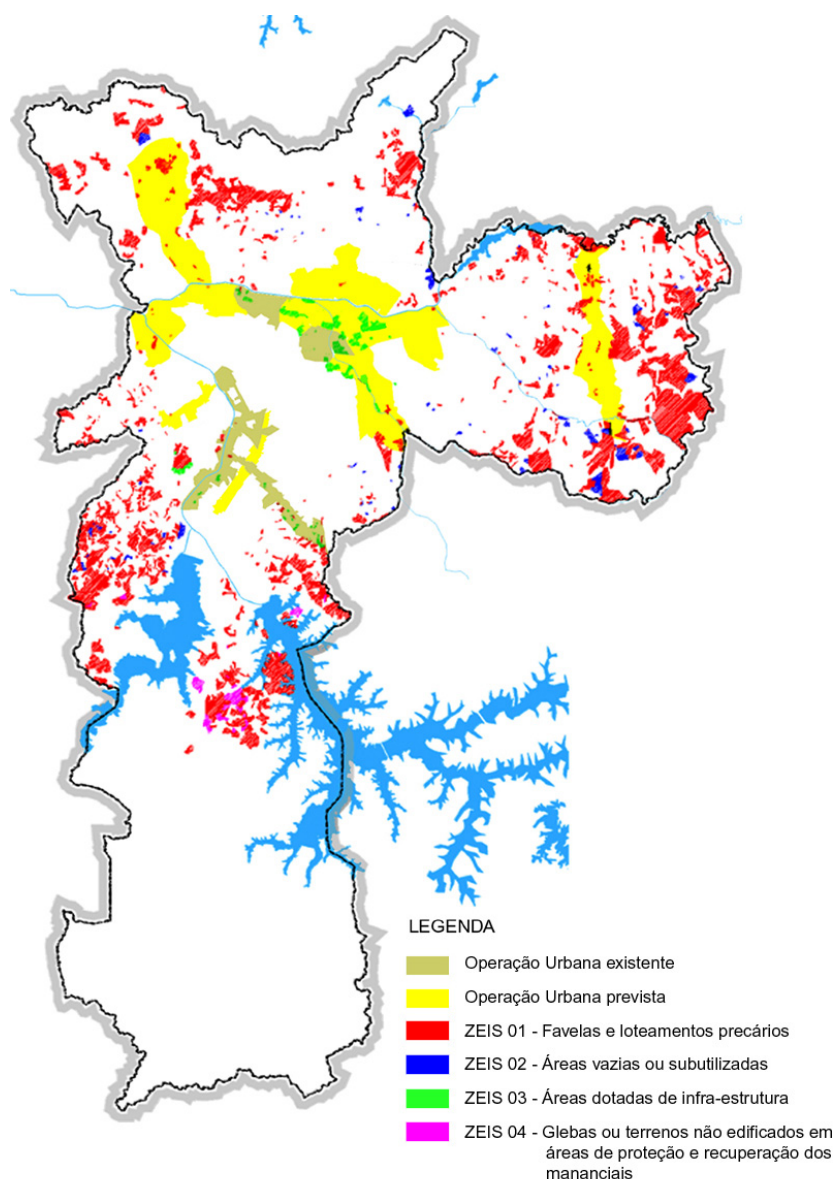 LEGENDA
Operação Urbana existente
Operação Urbana prevista
ZEIS 01 - Favelas e loteamentos precários
ZEIS 02 - Áreas vazias ou subutilizadas
ZEIS 03 - Áreas dotadas de infra-estrutura
ZEIS 04 - Glebas ou terrenos não edificados em
áreas de proteção e recuperação dos
mananciais